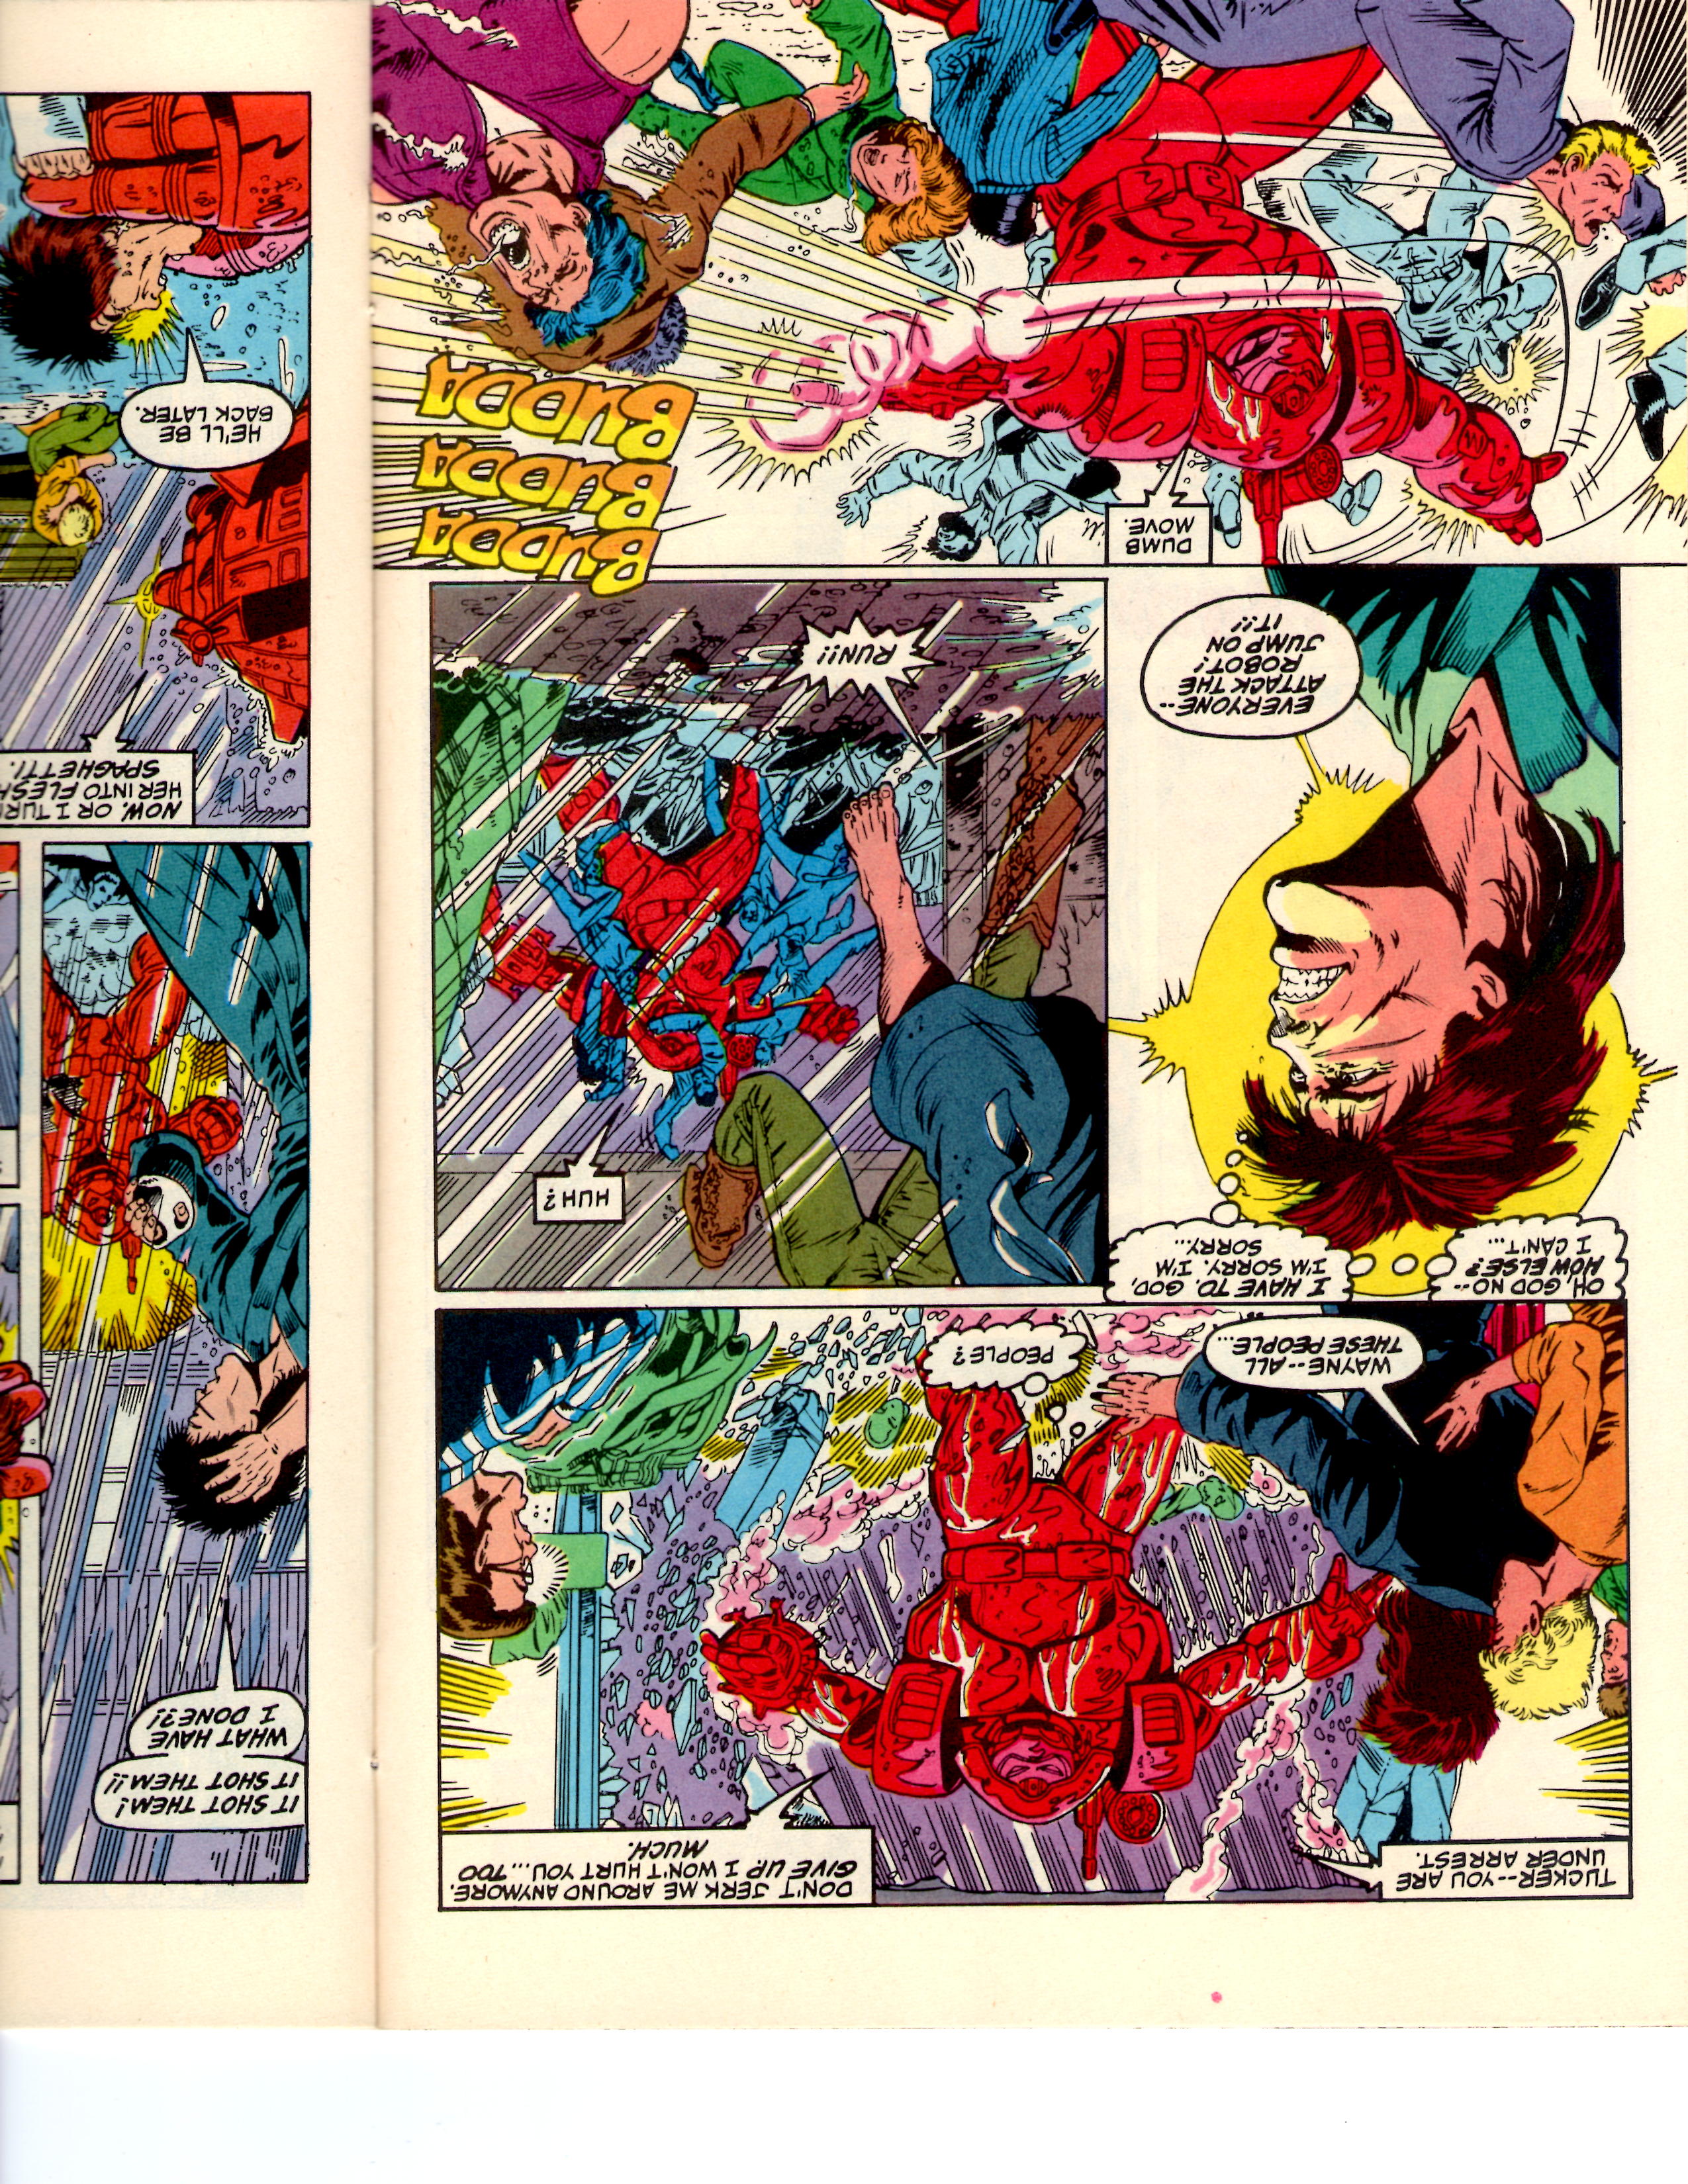 TUCKER--YOU ARE
UNDER ARREST.
DON'T JERK ME AROUND ANYMORE.
GIVE UP I WON'T HURT YOU...TOO
MUCH.
WAYNE--ALL
THESE PEOPLE...
PEOPLE?
OH, GOD NO--
HOW ELSE?
I CAN'T...
I HAVE TO. GOD,
I'M SORRY. I'M
SORRY...
EVERYONE--
ATTACK THE
ROBOT!
JUMP ON
IT!!
HUH?
RUN!!
DUMB
MOVE.
BUDDA
BUDDA
BUDDA
IT SHOT THEM!
IT SHOT THEM!!
WHAT HAVE
I DONE?!
NOW, OR I
HER INTO FLESH
SPAGHETTI.
HE'LL BE
BACK LATER.